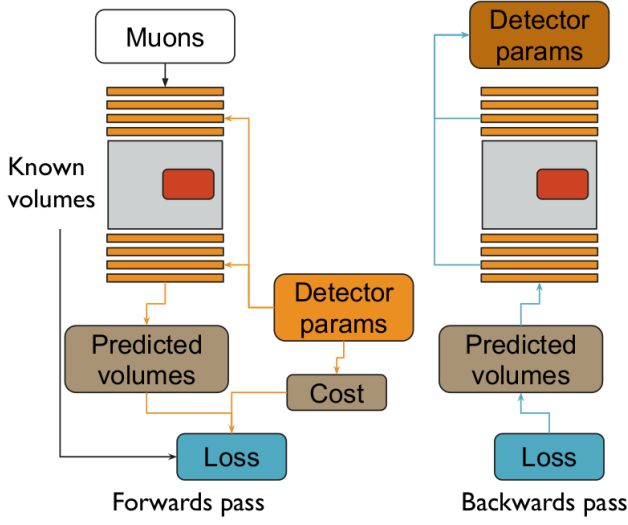 Muons
Known
volumes
Detector
params
Predicted
volumes
Cost
Loss
Forwards pass
Detector
params
Predicted
volumes
Loss
Backwards pass